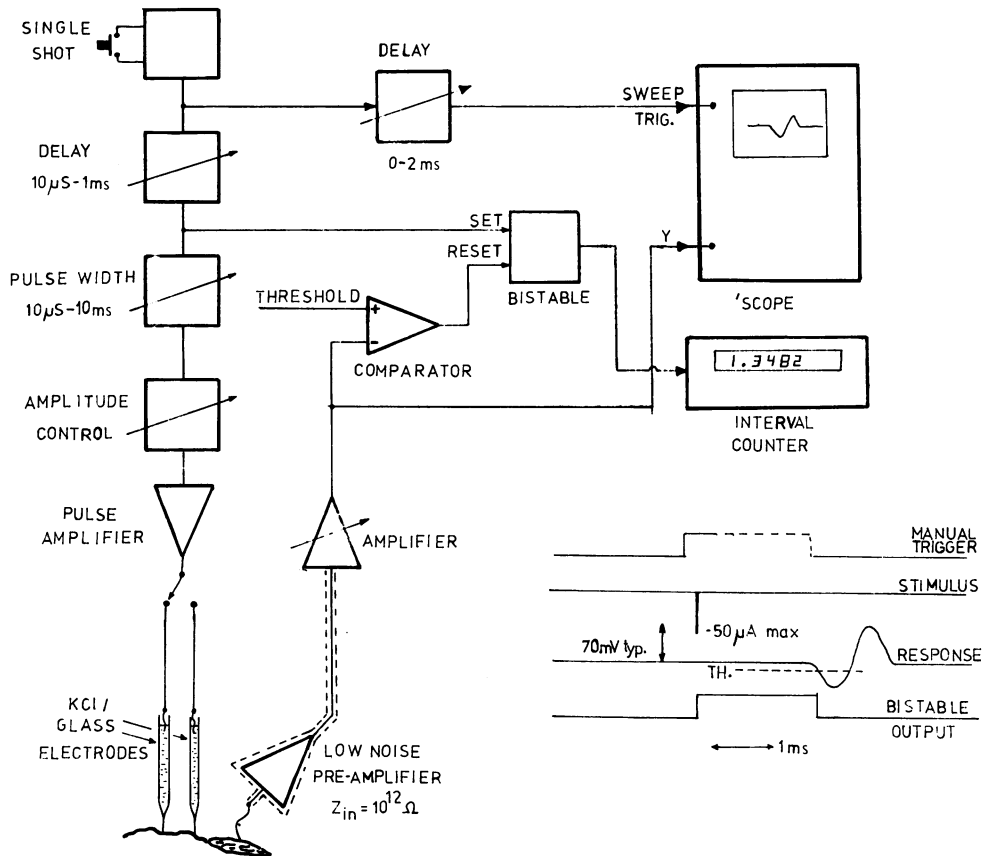 SINGLE
SHOT
DELAY
10µS-1ms
PULSE WIDTH
10µS-10ms
AMPLITUDE
CONTROL
PULSE
AMPLIFIER
KCl/
GLASS
ELECTRODES
DELAY
0-2ms
SWEEP
TRIG.
Y
'SCOPE
SET
RESET
BISTABLE
THRESHOLD
+
-
COMPARATOR
1.3482
INTERVAL
COUNTER
AMPLIFIER
LOW NOISE
PRE-AMPLIFIER
Zin = 10¹²Ω
MANUAL
TRIGGER
STIMULUS
-50µA max
70mV typ.
RESPONSE
TH.
BISTABLE
OUTPUT
1ms